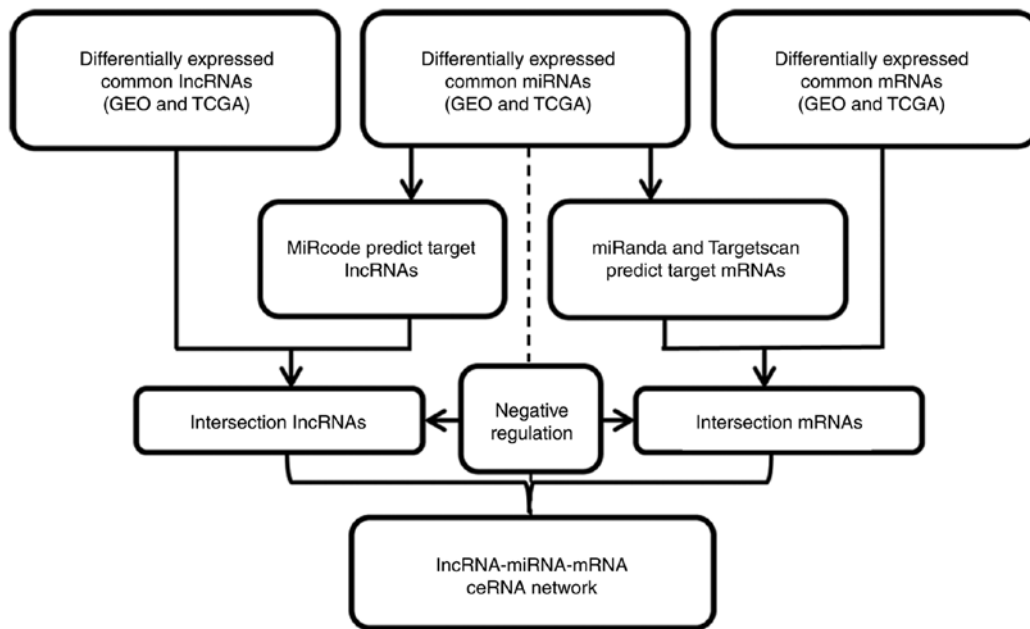 Differentially expressed
common lncRNAs
(GEO and TCGA)
Differentially expressed
common miRNAs
(GEO and TCGA)
Differentially expressed
common mRNAs
(GEO and TCGA)
MiRcode predict target
lncRNAs
miRanda and Targetscan
predict target mRNAs
Intersection lncRNAs
Negative
regulation
Intersection mRNAs
lncRNA-miRNA-mRNA
ceRNA network